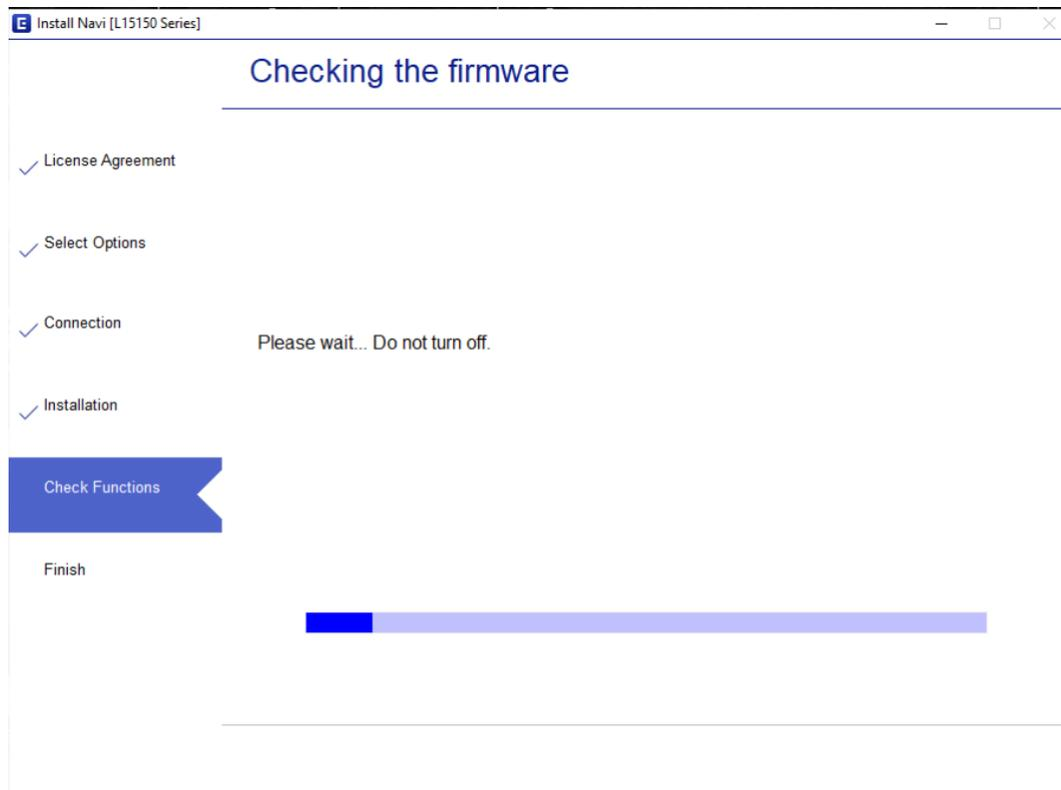 E Install Navi [L15150 Series]
Checking the firmware
License Agreement
Select Options
Connection
Please wait... Do not turn off.
Installation
Check Functions
Finish